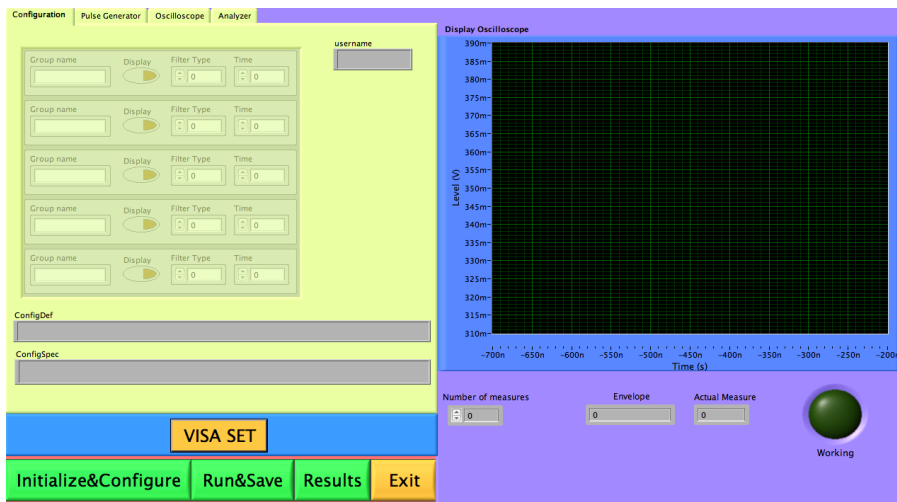 Configuration
Pulse Generator
Oscilloscope
Analyzer
username
Group name
Display
Filter Type
Time
0
0
Group name
Display
Filter Type
Time
0
0
Group name
Display
Filter Type
Time
0
0
Group name
Display
Filter Type
Time
0
0
Group name
Display
Filter Type
Time
0
0
ConfigDef
ConfigSpec
VISA SET
Initialize&Configure
Run&Save
Results
Exit
Display Oscilloscope
Level (V)
390m
385m
380m
375m
370m
365m
360m
355m
350m
345m
340m
335m
330m
325m
320m
315m
310m
-700n -650n -600n -550n -500n -450n -400n -350n -300n -250n -200
Time (s)
Number of measures
0
Envelope
0
Actual Measure
0
Working